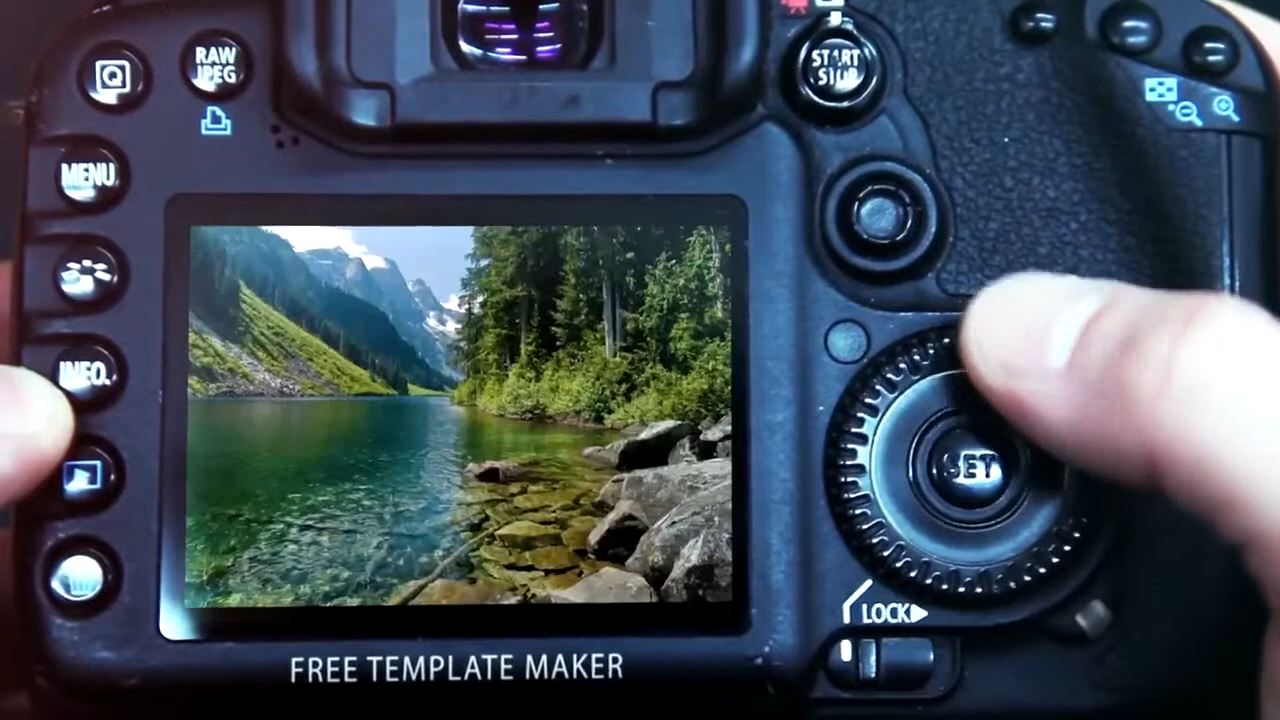 Q
RAW
JPEG
START
STOP
MENU
INFO.
SET
LOCK
FREE TEMPLATE MAKER